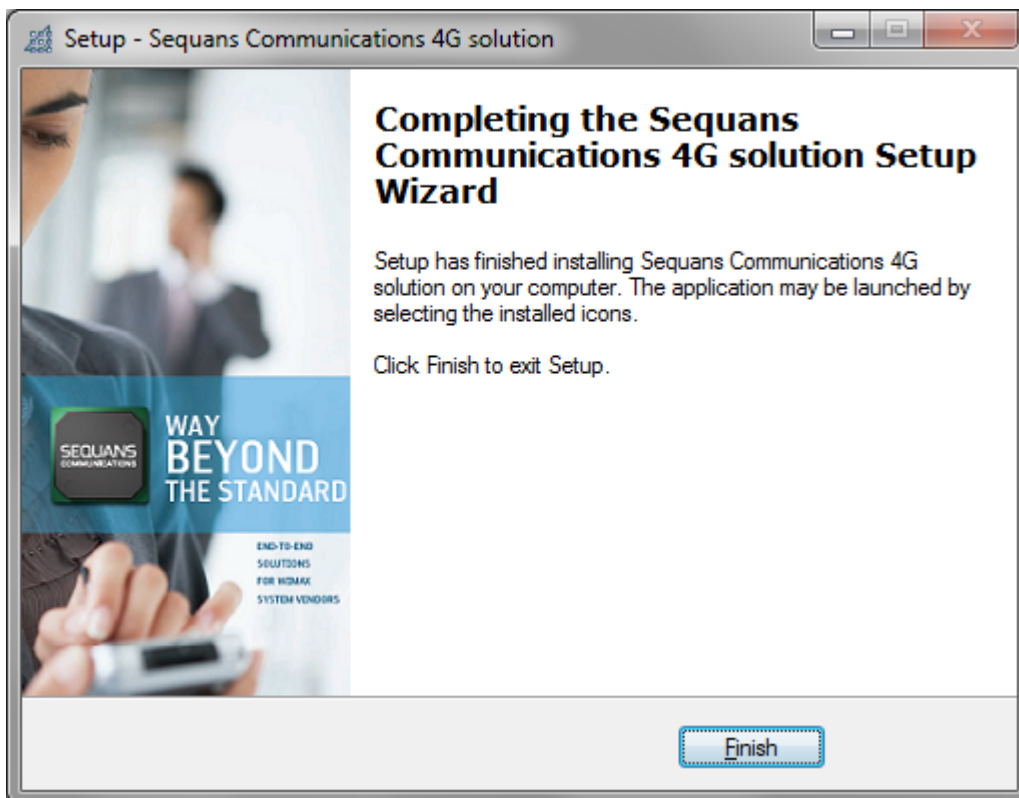 Setup - Sequans Communications 4G solution
Completing the Sequans
Communications 4G solution Setup
Wizard
Setup has finished installing Sequans Communications 4G
solution on your computer. The application may be launched by
selecting the installed icons.
Click Finish to exit Setup.
SEQUANS
COMMUNICATIONS
WAY
BEYOND
THE STANDARD
END-TO-END
SOLUTIONS
FOR WIMAX
SYSTEM VENDORS
Finish